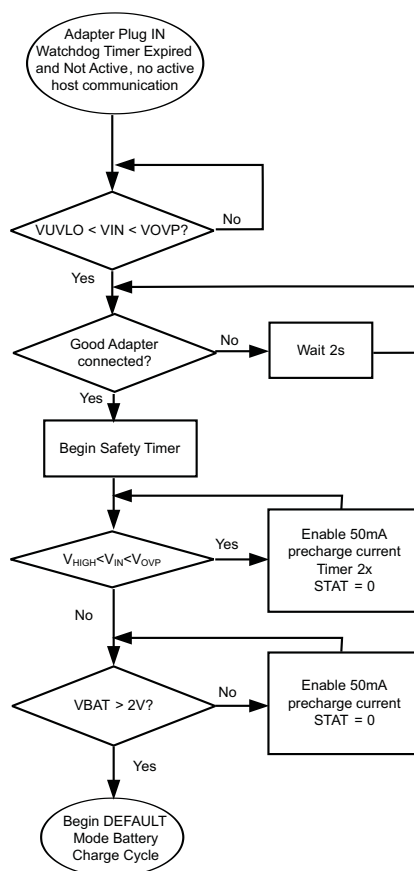 Adapter Plug IN
Watchdog Timer Expired
and Not Active, no active
host communication
VUVLO < VIN < VOVP?
No
Yes
Good Adapter
connected?
No
Wait 2s
Yes
Begin Safety Timer
VHIGH<VIN<VOVP
Yes
Enable 50mA
precharge current
Timer 2x
STAT = 0
No
VBAT > 2V?
No
Enable 50mA
precharge current
STAT = 0
Yes
Begin DEFAULT
Mode Battery
Charge Cycle